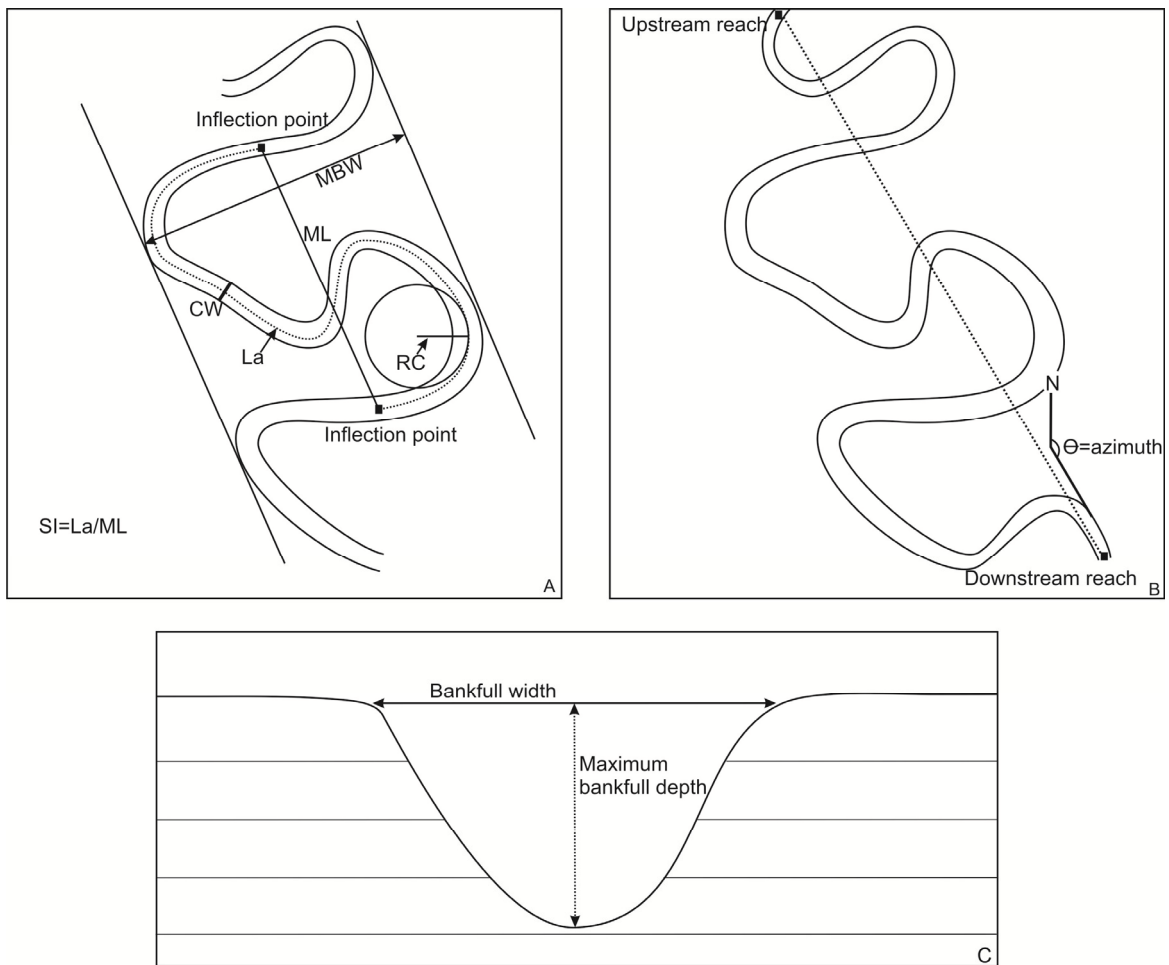 Inflection point
MBW
ML
CW
La
RC
Inflection point
SI=La/ML
A
Upstream reach
N
Ɵ=azimuth
Downstream reach
B
Bankfull width
Maximum
bankfull depth
C